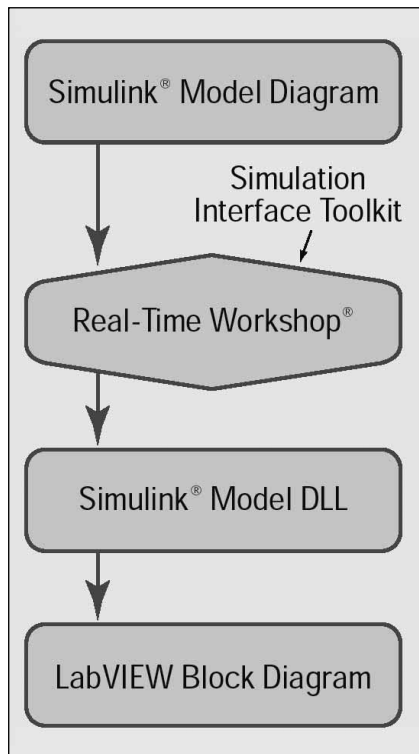 Simulink® Model Diagram
Simulation
Interface Toolkit
Real-Time Workshop®
Simulink® Model DLL
LabVIEW Block Diagram